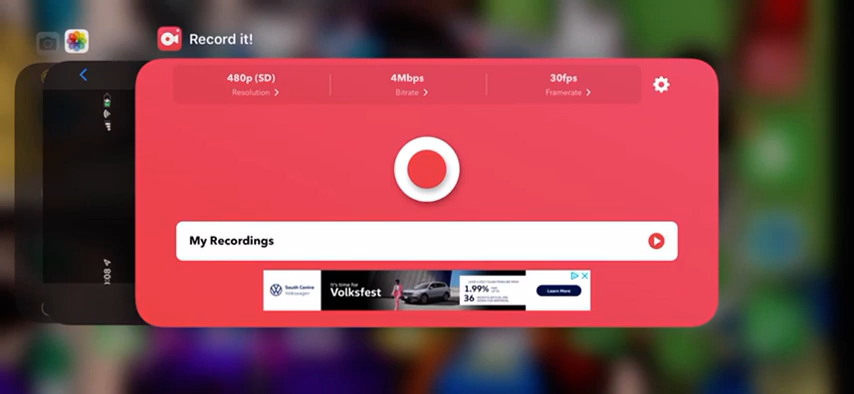 Record it!
480p (SD)
Resolution
4Mbps
Bitrate
30fps
Framerate
My Recordings
South Centre
Volkswagen
It's time for
Volksfest
1.99%
36
Learn More